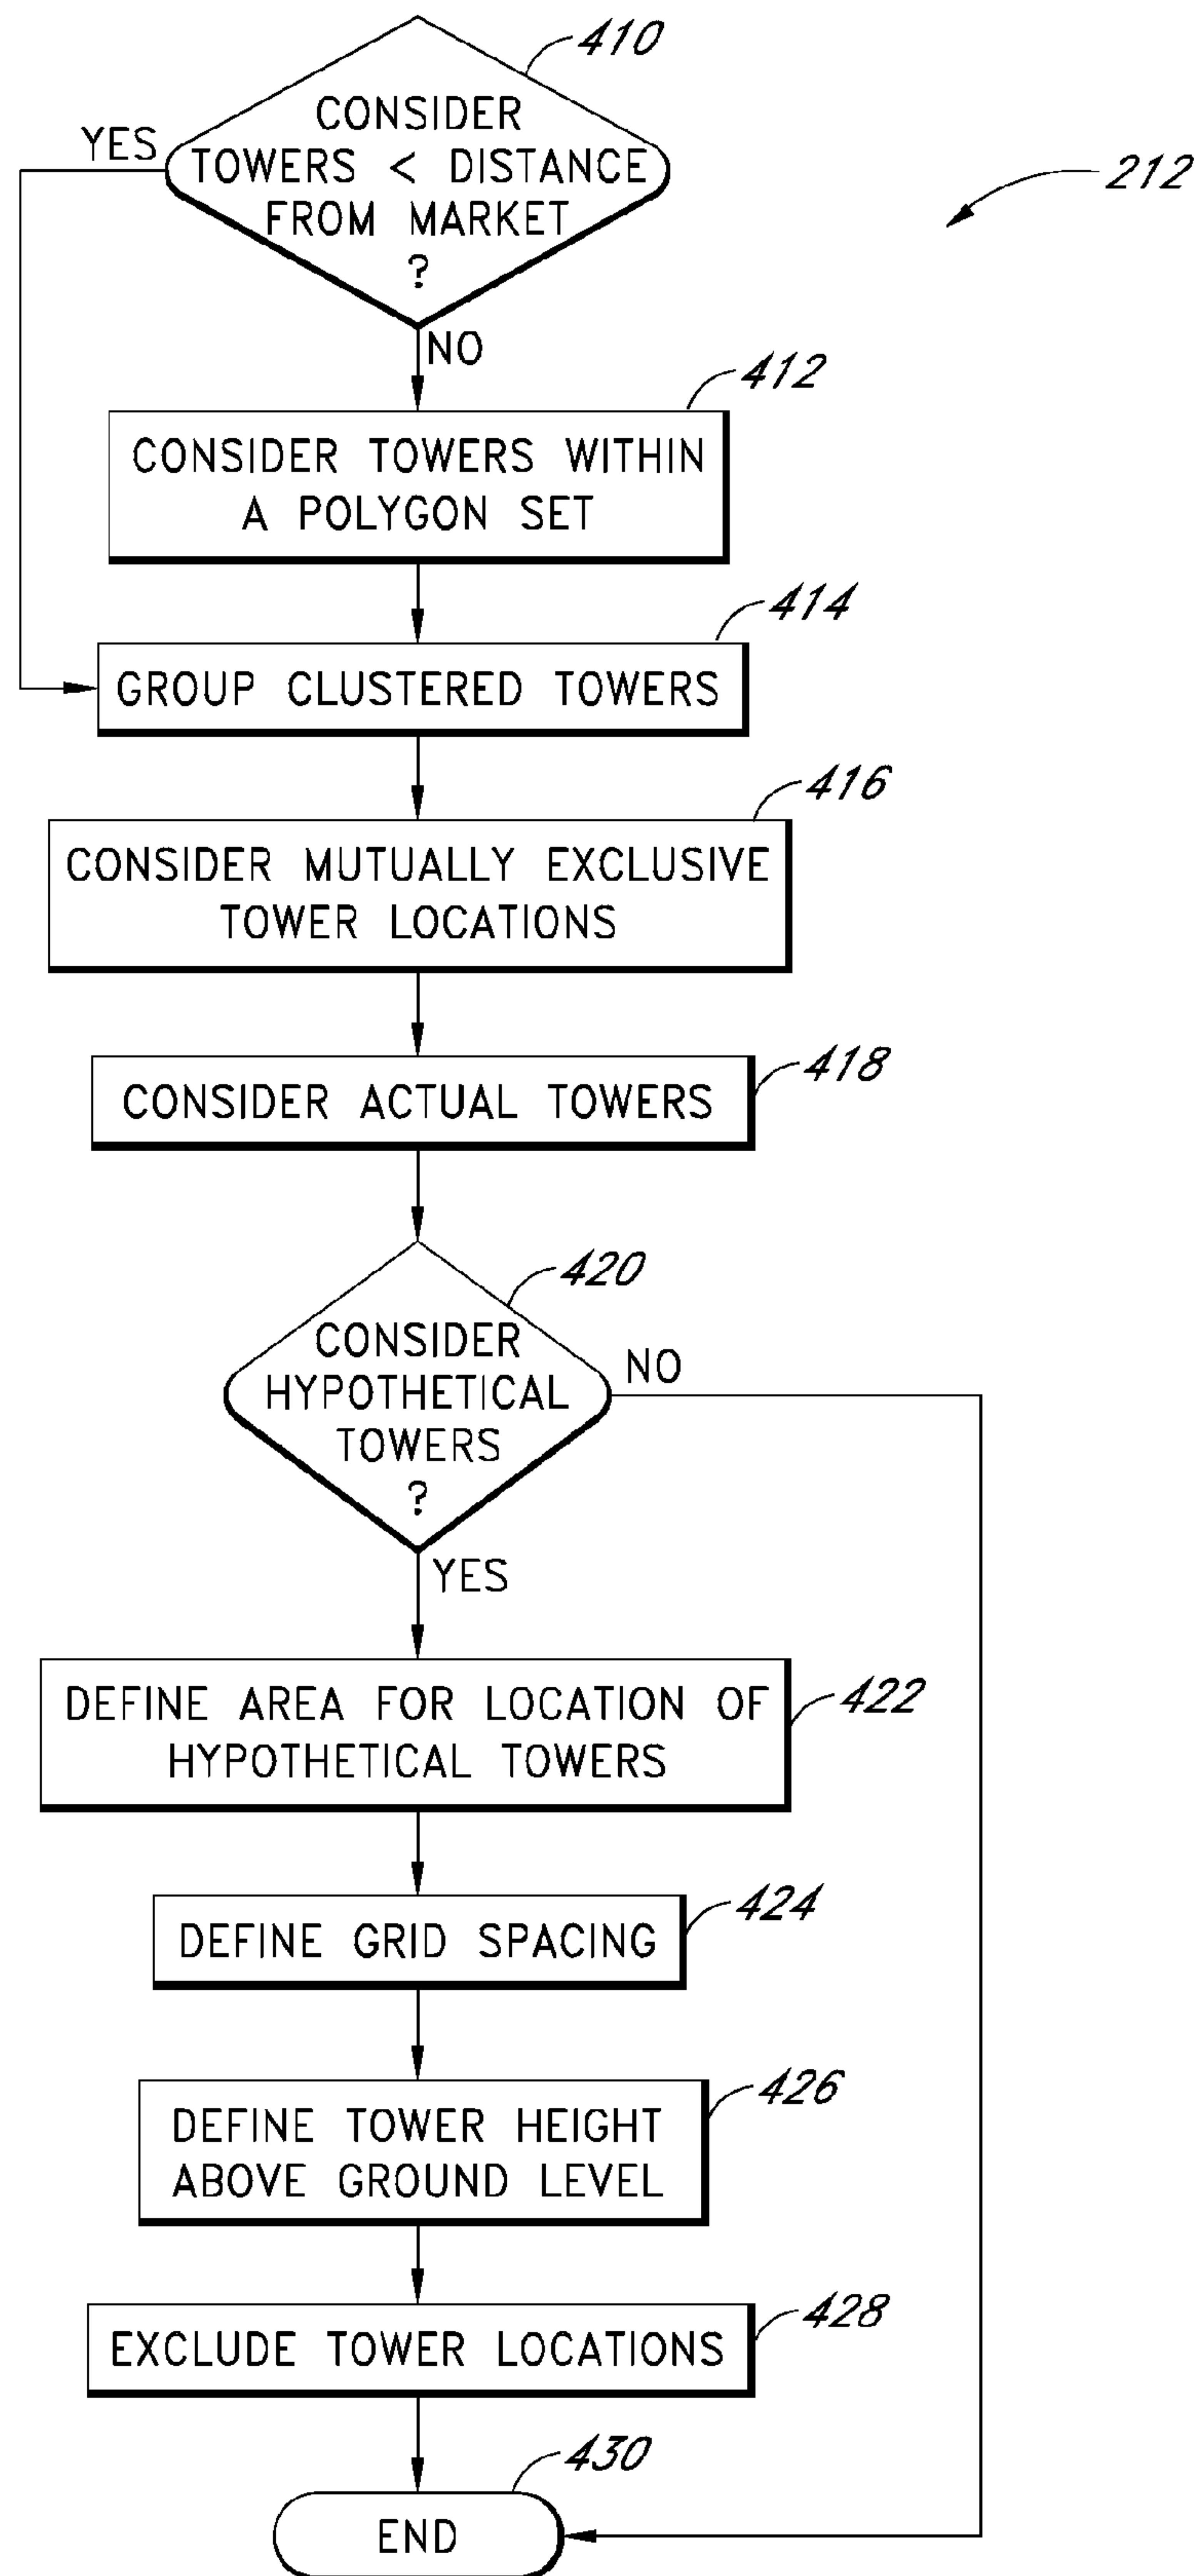 410
CONSIDER
TOWERS < DISTANCE
FROM MARKET
?
YES
212
NO
412
CONSIDER TOWERS WITHIN
A POLYGON SET
414
GROUP CLUSTERED TOWERS
416
CONSIDER MUTUALLY EXCLUSIVE
TOWER LOCATIONS
418
CONSIDER ACTUAL TOWERS
420
CONSIDER
HYPOTHETICAL
TOWERS
?
NO
YES
422
DEFINE AREA FOR LOCATION OF
HYPOTHETICAL TOWERS
424
DEFINE GRID SPACING
426
DEFINE TOWER HEIGHT
ABOVE GROUND LEVEL
428
EXCLUDE TOWER LOCATIONS
430
END